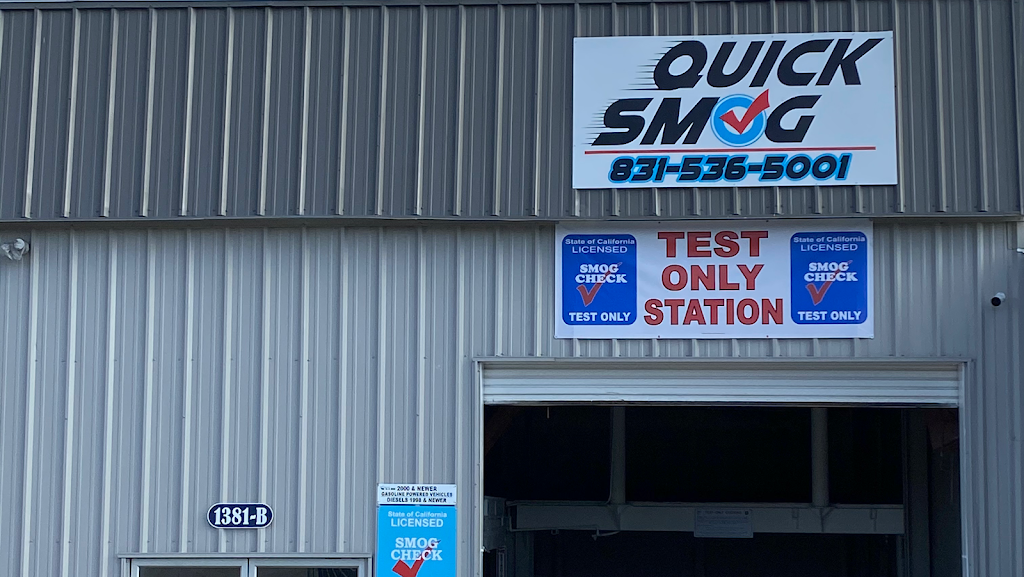 QUICK
SMOG
831-536-5001
State of California
LICENSED
SMOG
CHECK
TEST ONLY
TEST
ONLY
STATION
State of California
LICENSED
SMOG
CHECK
TEST ONLY
1381-B
2000 & NEWER
GASOLINE POWERED VEHICLES
DIESELS 1998 & NEWER
State of California
LICENSED
SMOG
CHECK